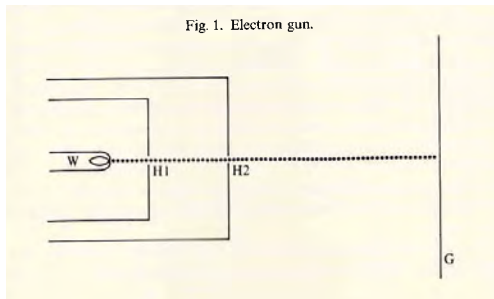 Fig. 1. Electron gun.
W
H1
H2
G